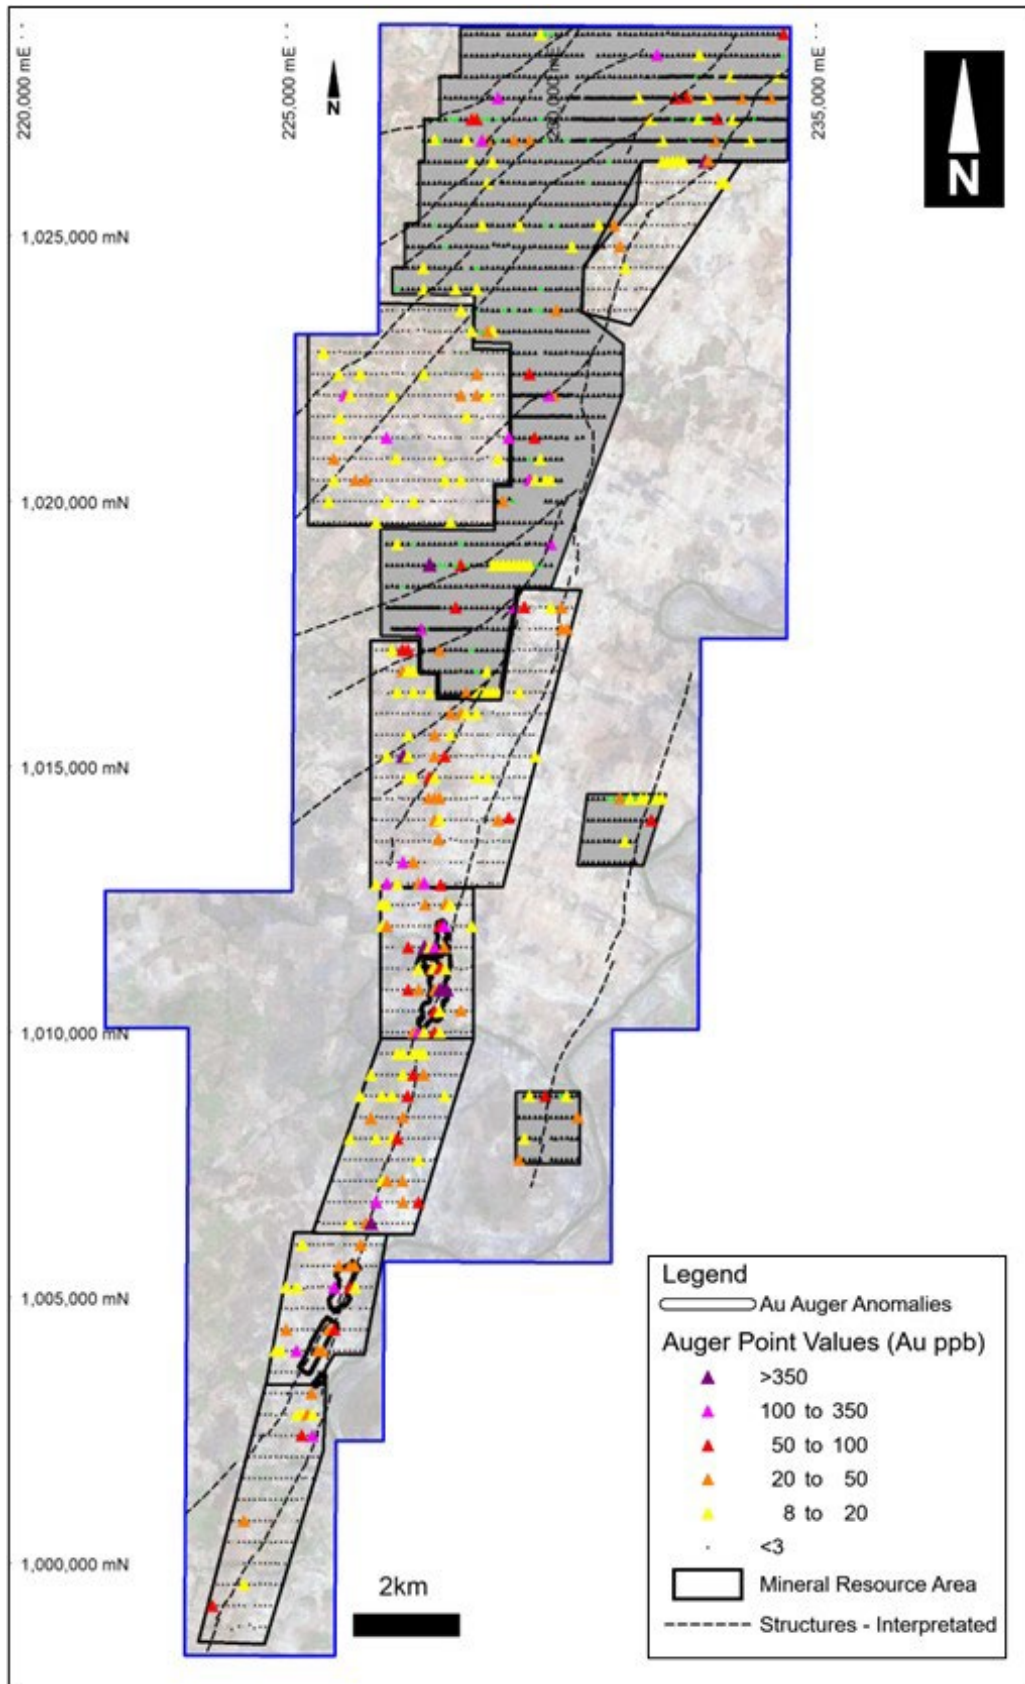 220,000 mE
225,000 mE
230,000 mE
235,000 mE
N
N
1,025,000 mN
1,020,000 mN
1,015,000 mN
1,010,000 mN
1,005,000 mN
1,000,000 mN
2km
Legend
Au Auger Anomalies
Auger Point Values (Au ppb)
>350
100 to 350
50 to 100
20 to 50
8 to 20
<3
Mineral Resource Area
Structures - Interpretated